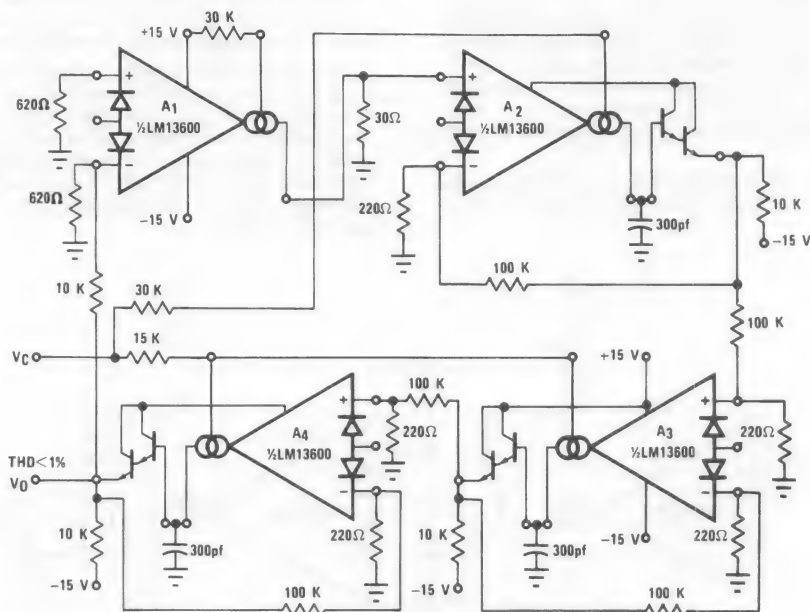 30 K
+15 V
620Ω
A1
½LM13600
620Ω
-15 V
10 K
30Ω
A2
½LM13600
220Ω
300pf
10 K
-15 V
100 K
30 K
15 K
VC
100 K
+15 V
100 K
A4
½LM13600
220Ω
A3
½LM13600
220Ω
THD<1%
VO
10 K
300pf
220Ω
10 K
300pf
-15 V
220Ω
-15 V
-15 V
100 K
100 K
+
-
+
-
+
-
+
-